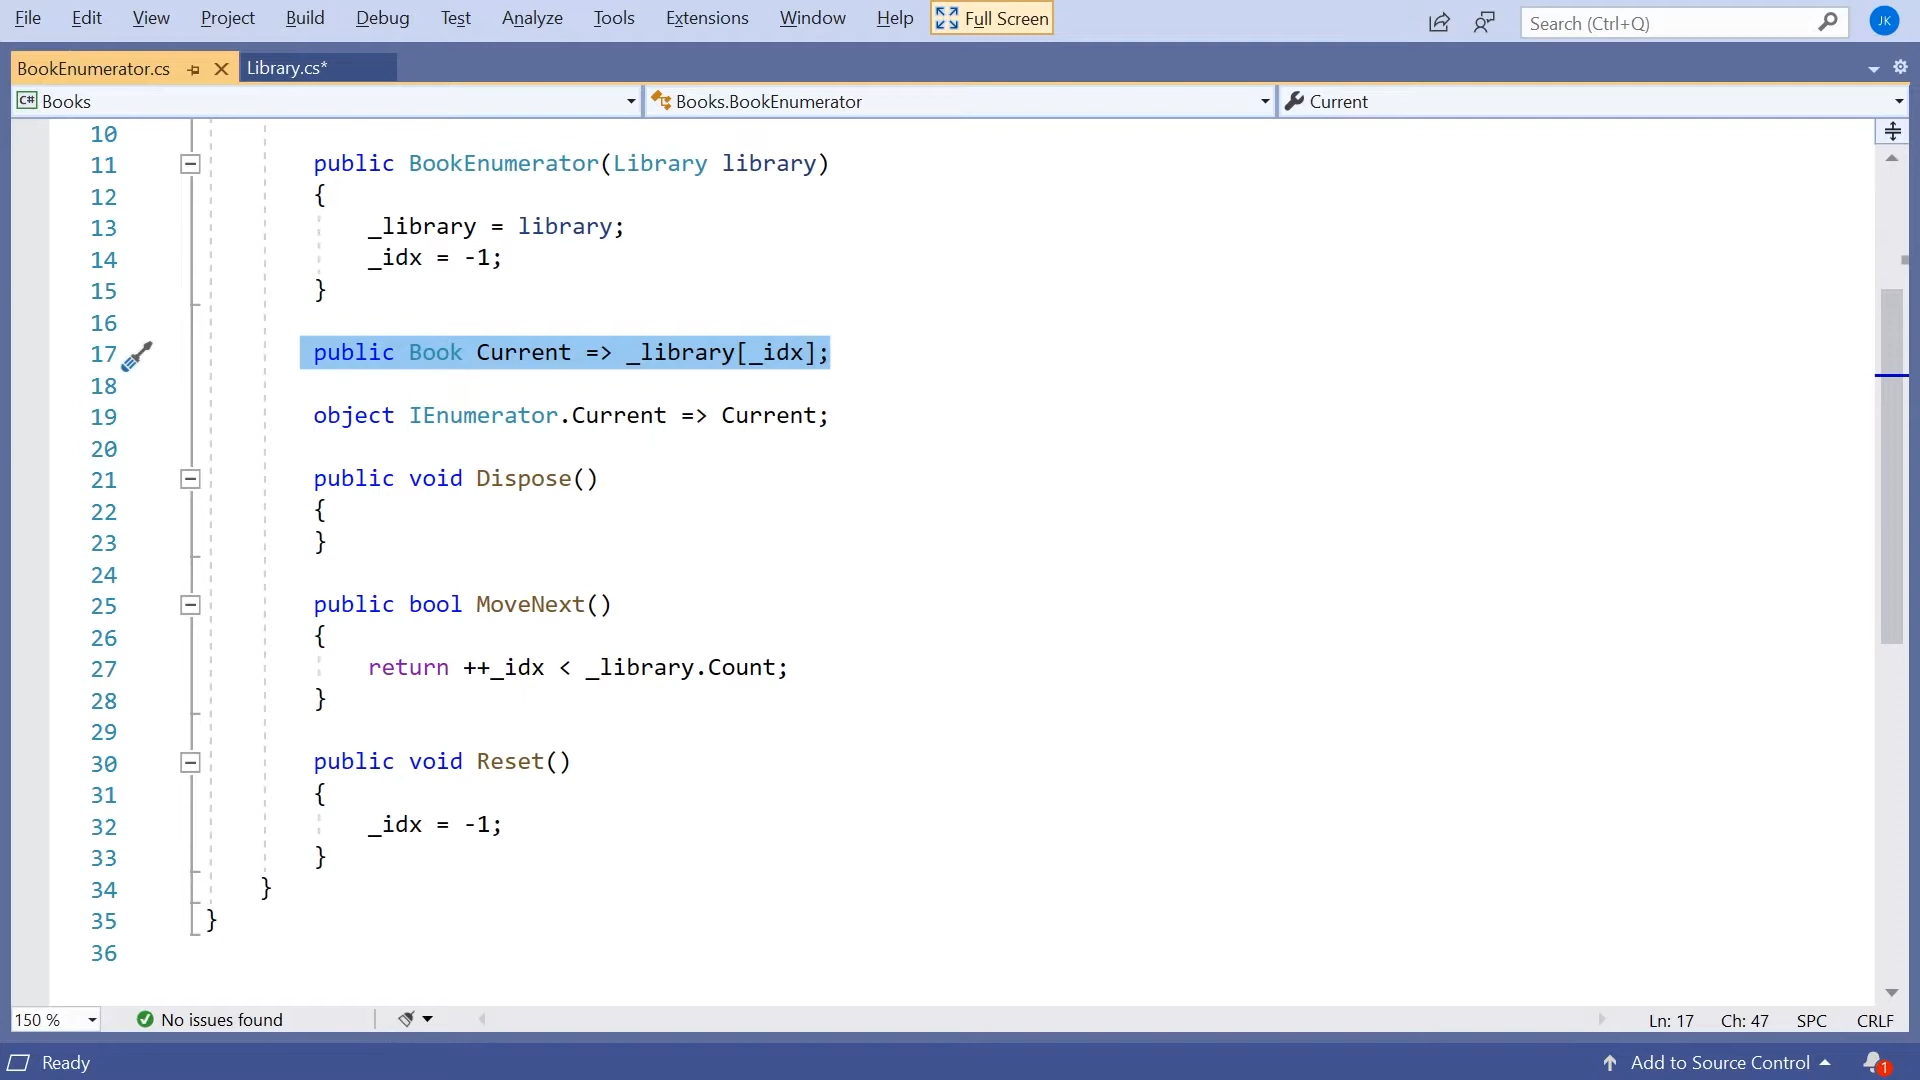 File Edit View Project Build Debug Test Analyze Tools Extensions Window Help Full Screen Search (Ctrl+Q) JK
BookEnumerator.cs Library.cs*
C# Books Books.BookEnumerator Current
10
11 public BookEnumerator(Library library)
12 {
13 _library = library;
14 _idx = -1;
15 }
16
17 public Book Current => _library[_idx];
18
19 object IEnumerator.Current => Current;
20
21 public void Dispose()
22 {
23 }
24
25 public bool MoveNext()
26 {
27 return ++_idx < _library.Count;
28 }
29
30 public void Reset()
31 {
32 _idx = -1;
33 }
34 }
35 }
36
150 % No issues found Ln: 17 Ch: 47 SPC CRLF
Ready Add to Source Control 1